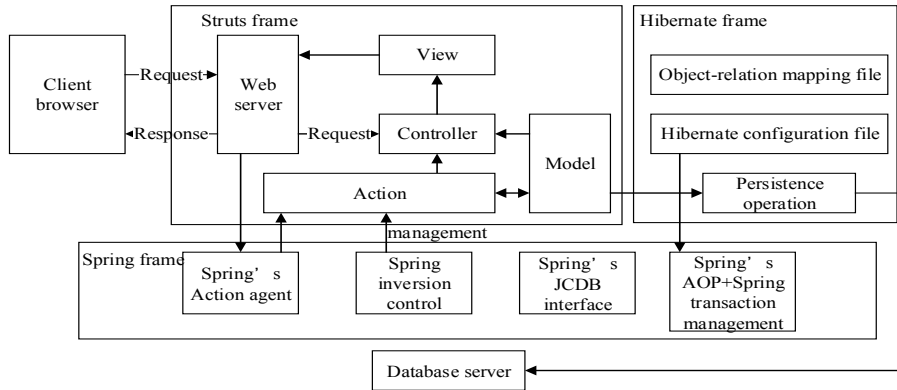 Struts frame
Hibernate frame
Client
browser
Request
Response
Web
server
Request
View
Controller
Action
Model
Object-relation mapping file
Hibernate configuration file
Persistence
operation
management
Spring frame
Spring's
Action agent
Spring
inversion
control
Spring's
JCDB
interface
Spring's
AOP+Spring
transaction
management
Database server